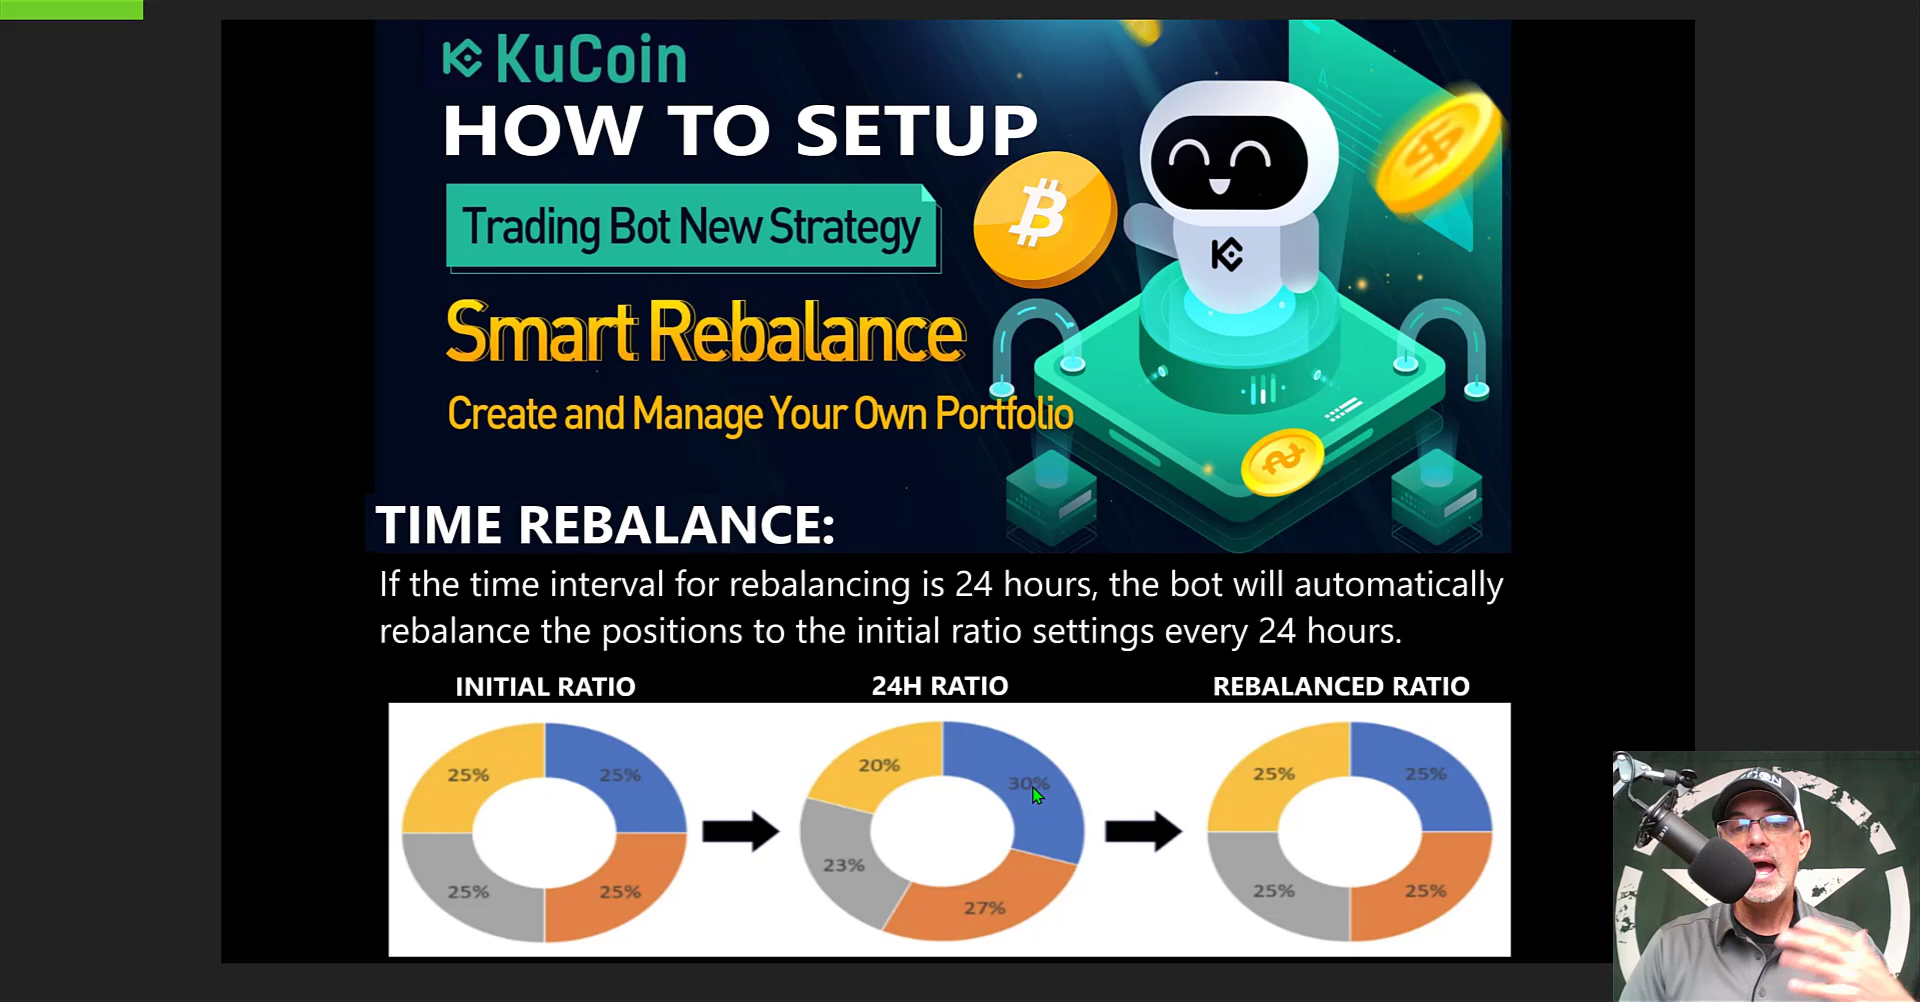 KuCoin
HOW TO SETUP
Trading Bot New Strategy
Smart Rebalance
Create and Manage Your Own Portfolio
TIME REBALANCE:
If the time interval for rebalancing is 24 hours, the bot will automatically
rebalance the positions to the initial ratio settings every 24 hours.
INITIAL RATIO
24H RATIO
REBALANCED RATIO
25% 25%
25% 25%
20% 30%
23% 27%
25% 25%
25% 25%